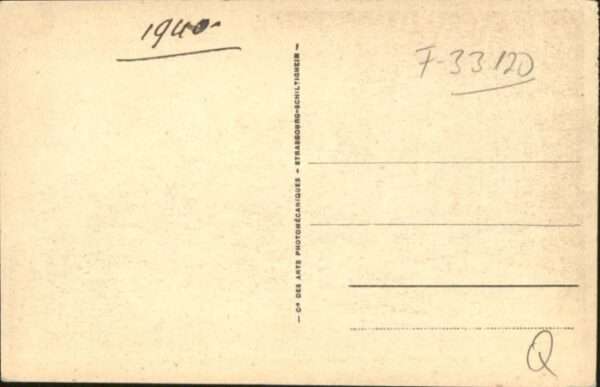 1940-
F-33120
— Cⁱᵉ DES ARTS PHOTOMÉCANIQUES - STRASBOURG-SCHILTIGHEIM —
Q